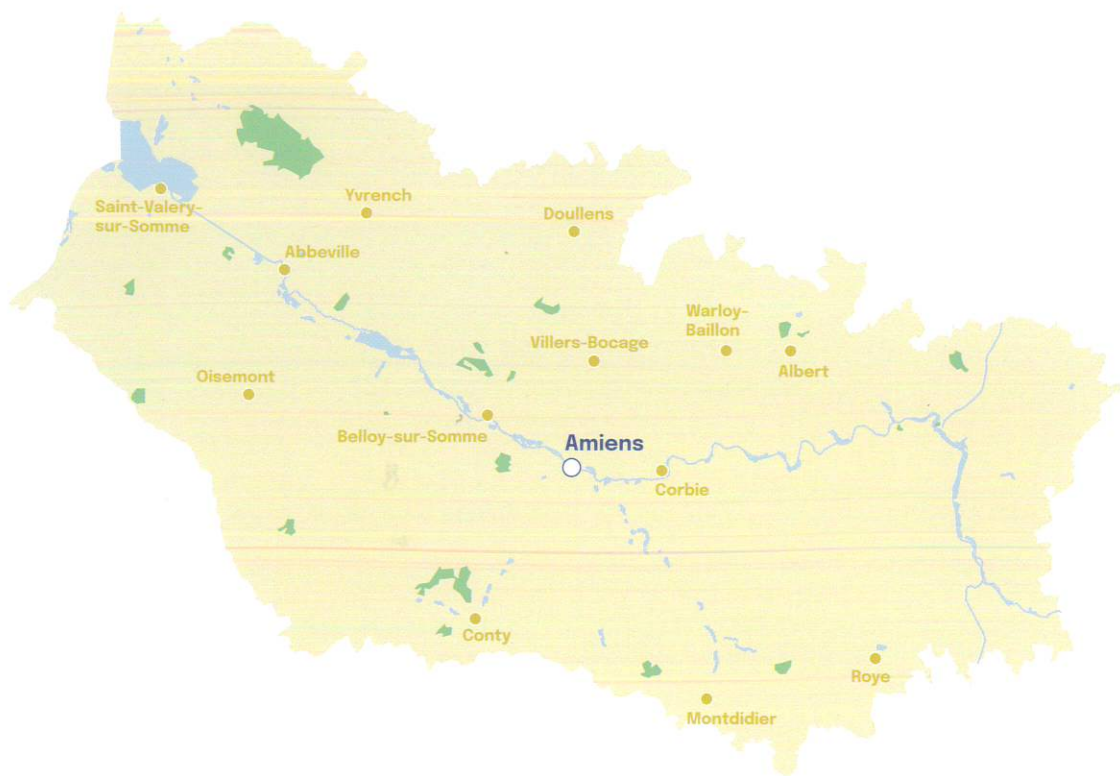 Saint-Valery-
sur-Somme
Yvrench
Doullens
Abbeville
Warloy-
Baillon
Villers-Bocage
Albert
Oisemont
Belloy-sur-Somme
Amiens
Corbie
Conty
Roye
Montdidier